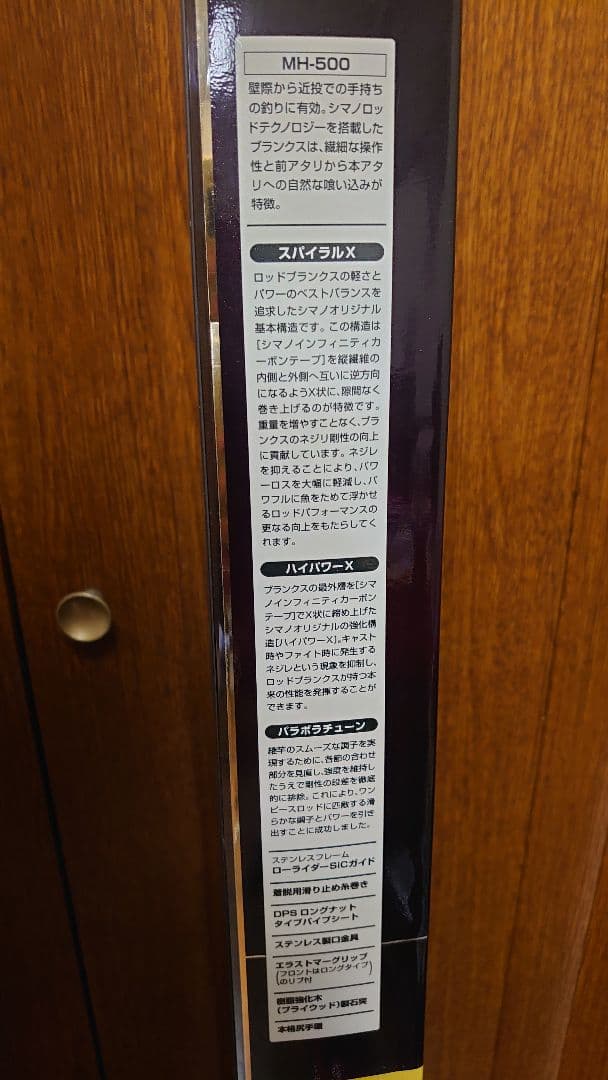 MH-500
壁際から近投での手持ち
の釣りに有効。シマノロッ
ドテクノロジーを搭載した
ブランクスは、繊細な操作
性と前アタリから本アタ
リへの自然な喰い込みが
特徴。
スパイラルX
ロッドブランクスの軽さと
パワーのベストバランスを
追求したシマノオリジナル
基本構造です。この構造は
[シマノインフィニティカ
ーボンテープ]を縦繊維の
内側と外側へ互いに逆方向
になるようX状に、隙間なく
巻き上げるのが特徴です。
重量を増やすことなく、ブラ
ンクスのネジリ剛性の向上
に貢献しています。ネジレ
を抑えることにより、パワ
ーロスを大幅に軽減し、パ
ワフルに魚をためて浮かせ
るロッドパフォーマンスの
更なる向上をもたらしてく
れます。
ハイパワーX
ブランクスの最外層を[シマ
ノインフィニティカーボン
テープ]でX状に締め上げた
シマノオリジナルの強化構
造[ハイパワーX]。キャスト
時やファイト時に発生する
ネジレという現象を抑制し、
ロッドブランクスが持つ本
来の性能を発揮することが
できます。
パラボラチューン
継竿のスムーズな調子を実
現するために、各節の合わせ
部分を見直し、強度を維持し
たうえで剛性の段差を徹底
的に排除。これにより、ワン
ピースロッドに匹敵する滑
らかな調子とパワーを引き
出すことに成功しました。
ステンレスフレーム
ローライダーSiCガイド
着脱用滑り止め糸巻き
DPS ロングナット
タイプパイプシート
ステンレス製口金具
エラストマーグリップ
(フロントはロングタイプ)
のリブ付
樹脂強化木
(プライウッド)製石突
本格尻手環